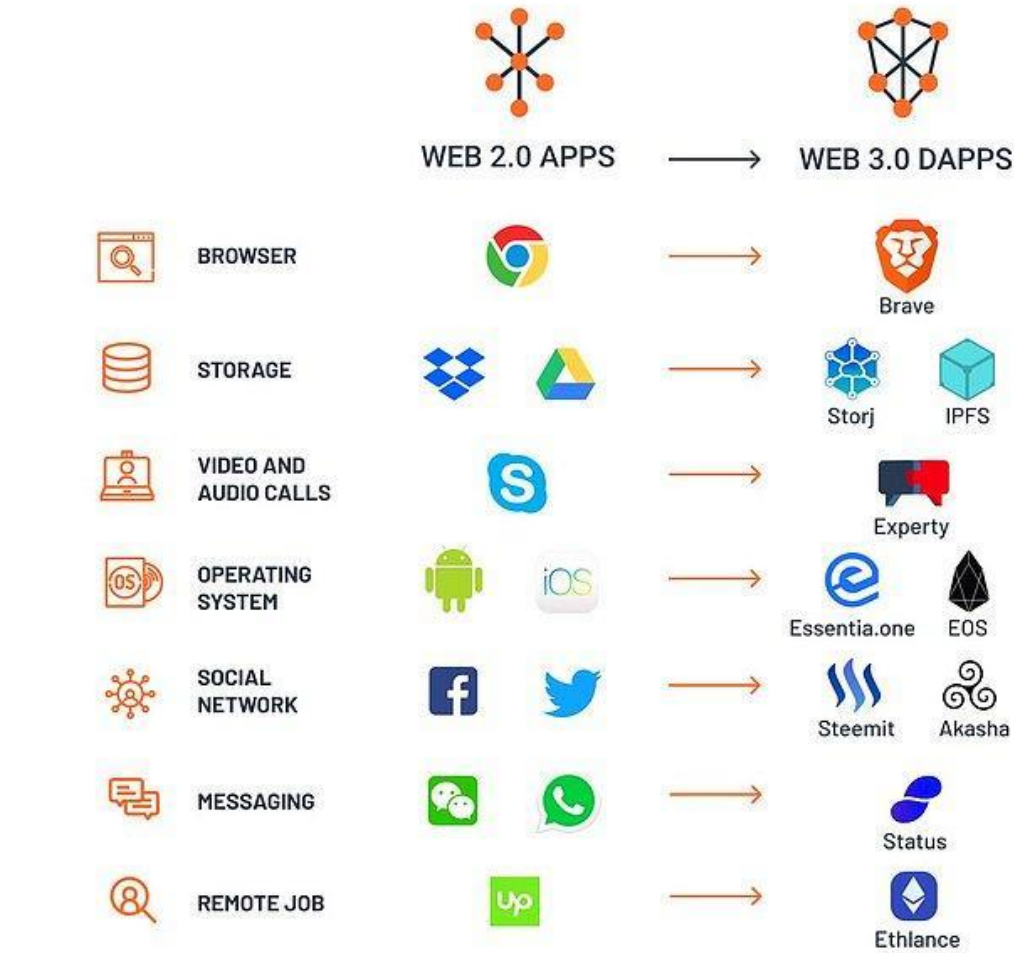 WEB 2.0 APPS
WEB 3.0 DAPPS
BROWSER
Brave
STORAGE
Storj
IPFS
VIDEO AND
AUDIO CALLS
S
Experty
OS
OPERATING
SYSTEM
iOS
Essentia.one
EOS
SOCIAL
NETWORK
f
Steemit
Akasha
MESSAGING
Status
REMOTE JOB
Up
Ethlance